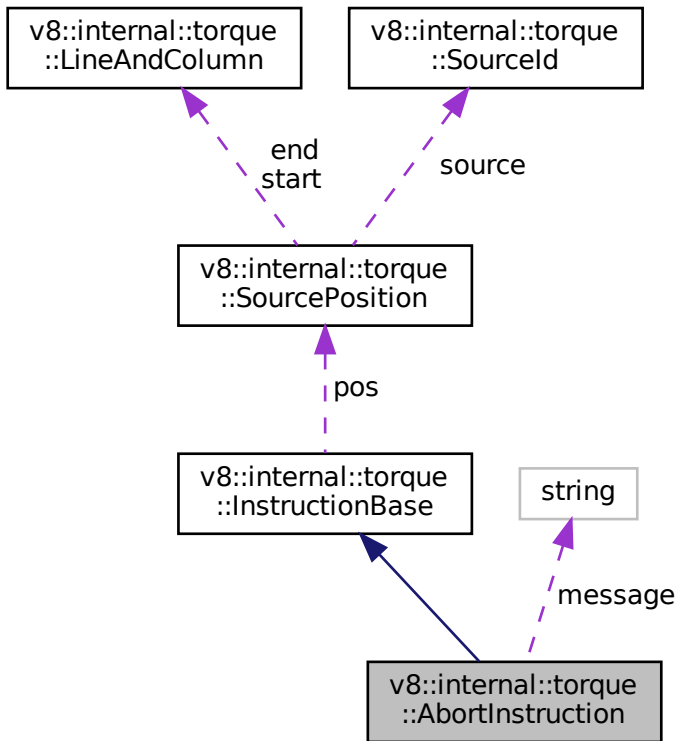 v8::internal::torque
::LineAndColumn
v8::internal::torque
::SourceId
end
start
source
v8::internal::torque
::SourcePosition
pos
v8::internal::torque
::InstructionBase
string
message
v8::internal::torque
::AbortInstruction